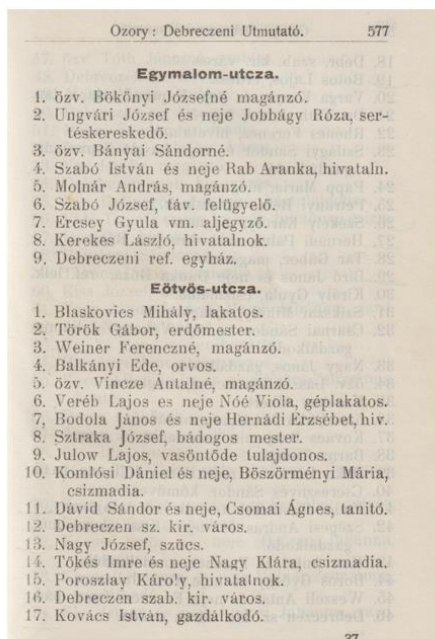 Ozory: Debreczeni Utmutató. 577
Egymalom-utcza.
1. özv. Bökönyi Józsefné magánzó.
2. Ungvári József és neje Jobbágy Róza, ser-
téskereskedő.
3. özv. Bányai Sándorné.
4. Szabó István és neje Rab Aranka, hivataln.
5. Molnár András, magánzó.
6. Szabó József, táv. felügyelő.
7. Ercsey Gyula vm. aljegyző.
8. Kerekes László, hivatalnok.
9. Debreczeni ref. egyház.
Eötvös-utcza.
1. Blaskovics Mihály, lakatos.
2. Török Gábor, erdőmester.
3. Weiner Ferenczné, magánzó.
4. Balkányi Ede, orvos.
5. özv. Vincze Antalné, magánzó.
6. Veréb Lajos es neje Nóé Viola, géplakatos.
7, Bodola János és neje Hernádi Erzsébet, hiv.
8. Sztraka József, bádogos mester.
9. Julow Lajos, vasöntöde tulajdonos.
10. Komlósi Dániel és neje, Böszörményi Mária,
csizmadia.
11. Dávid Sándor és neje, Csomai Ágnes, tanitó.
12. Debreczen sz. kir. város.
13. Nagy József, szücs.
14. Tőkés Imre és neje Nagy Klára, csizmadia.
15. Poroszlay Károly, hivatalnok.
16. Debreczen szab. kir. város.
17. Kovács István, gazdálkodó.
37